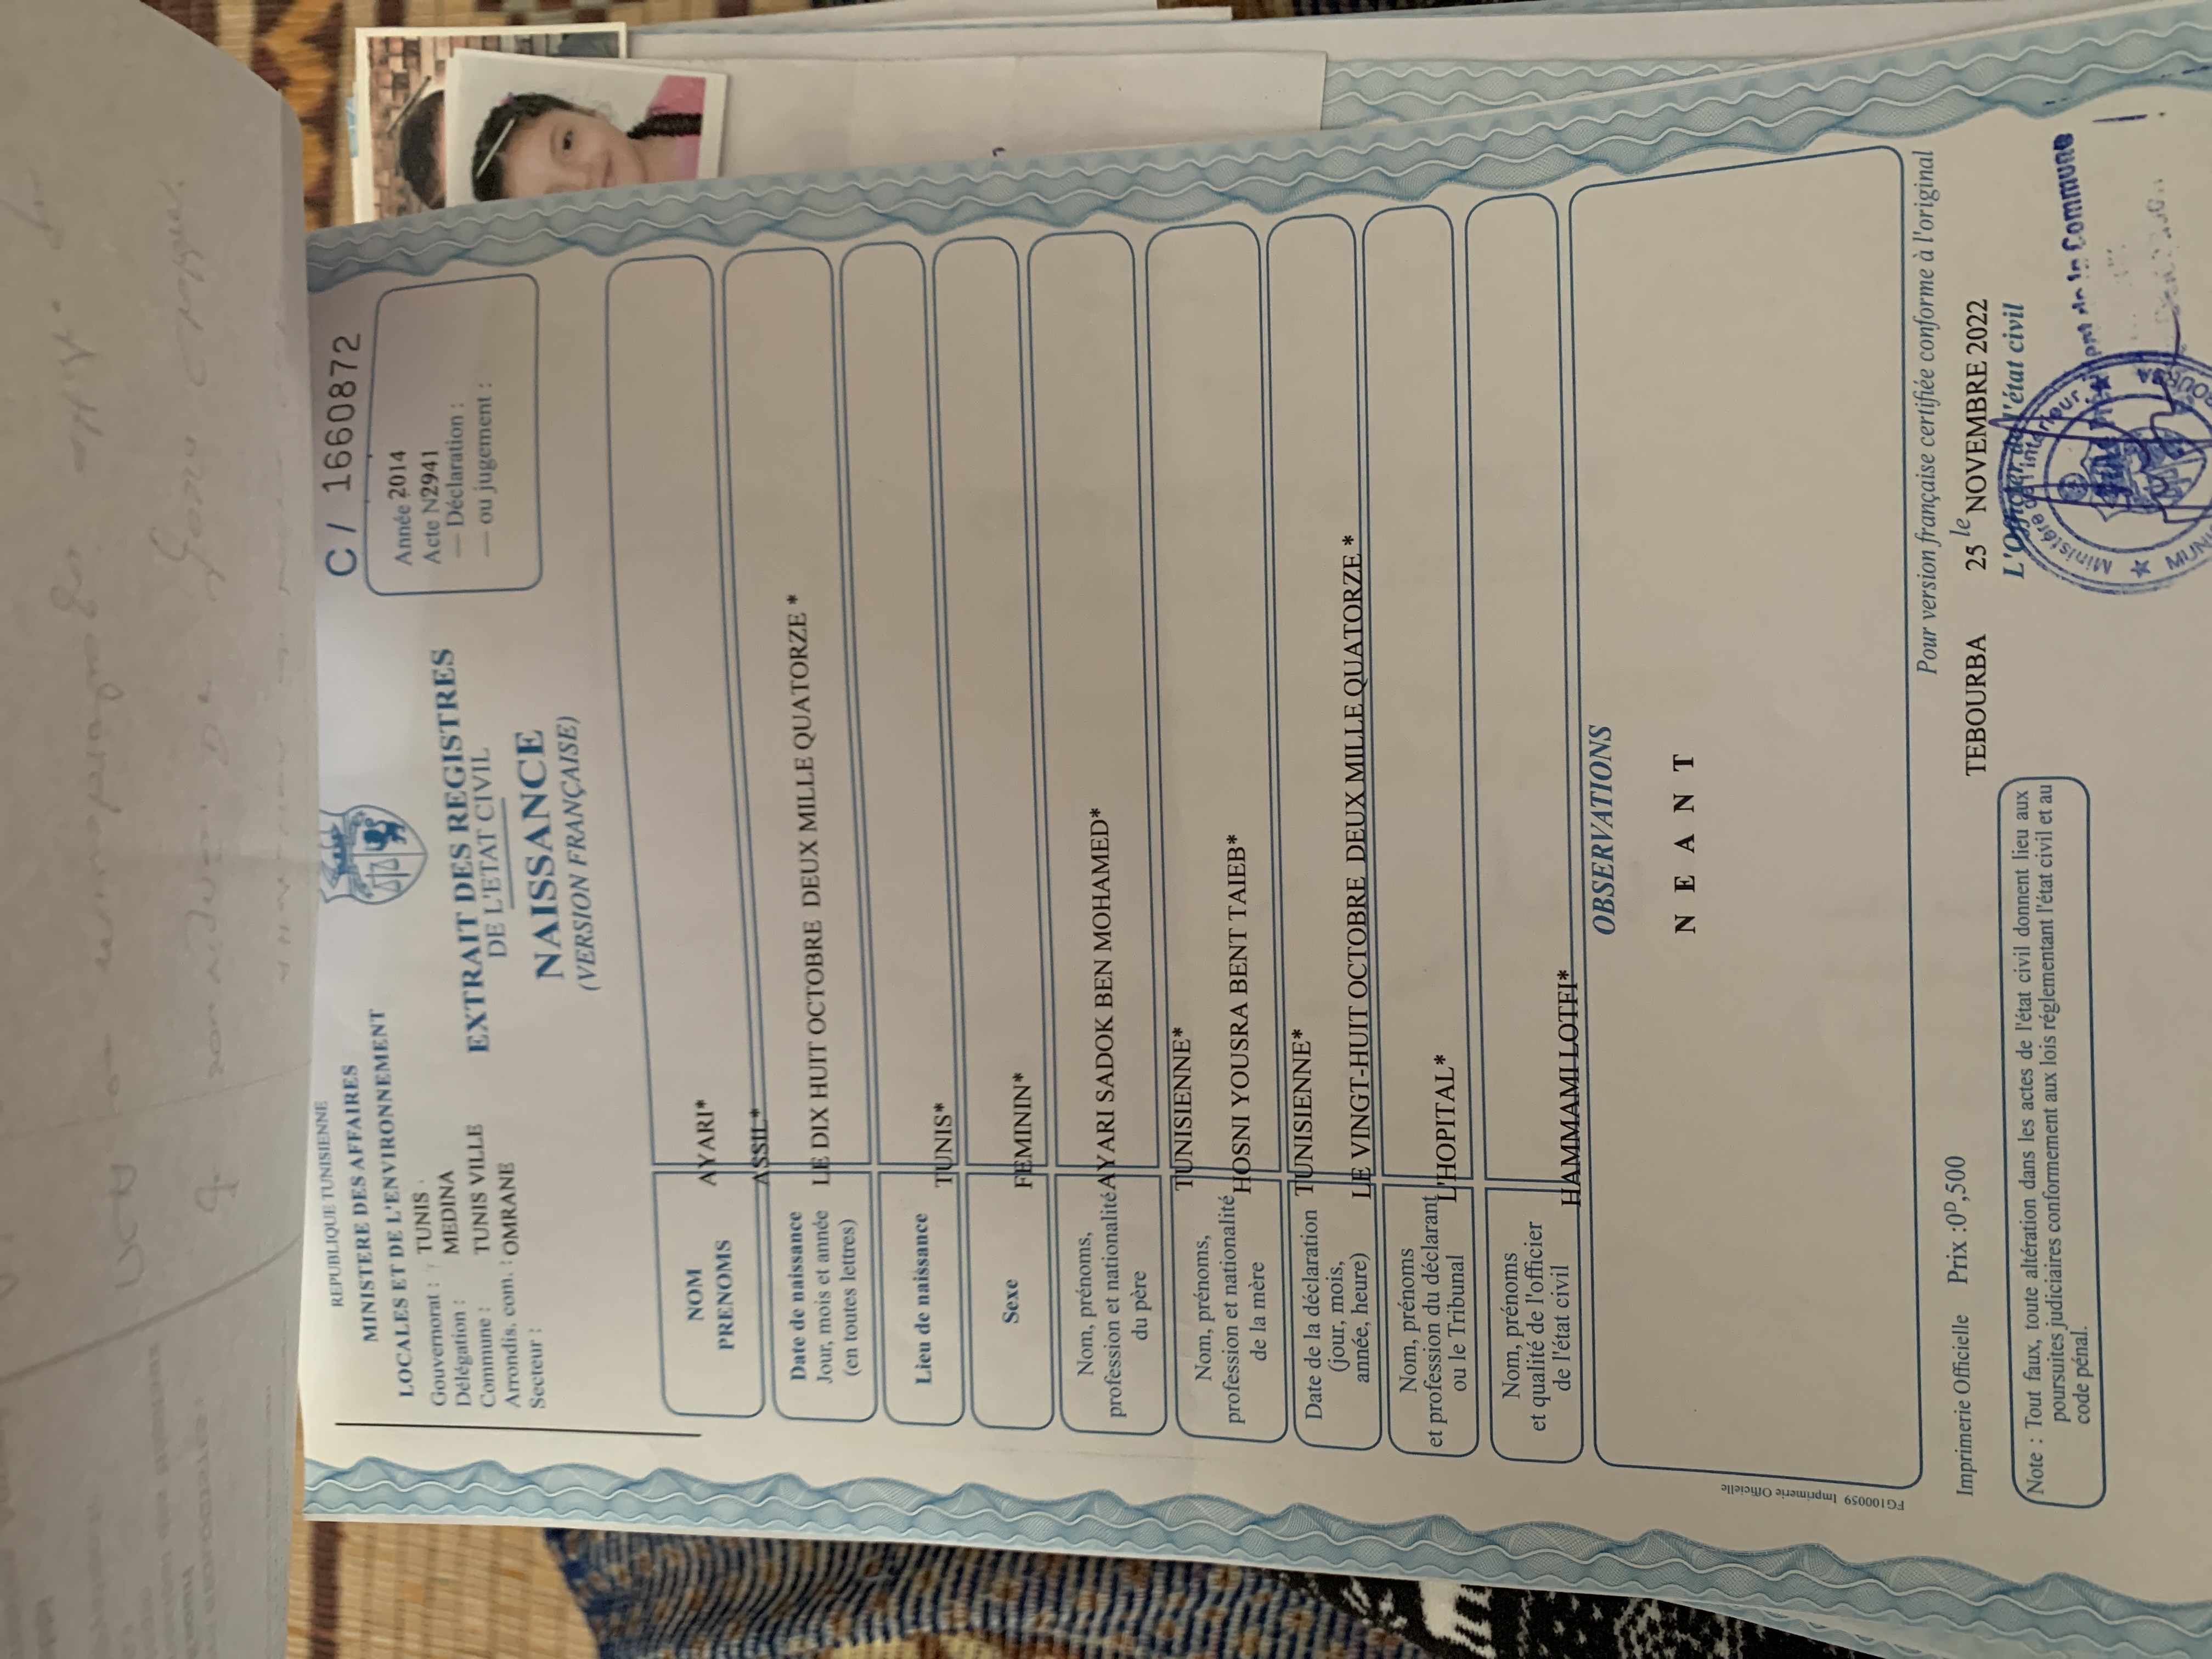 REPUBLIQUE TUNISIENNE
MINISTERE DES AFFAIRES
LOCALES ET DE L'ENVIRONNEMENT
Gouvernorat : TUNIS
Délégation : MEDINA
Commune : TUNIS VILLE
Arrondis. com. : OMRANE
Secteur :
EXTRAIT DES REGISTRES
DE L'ETAT CIVIL
NAISSANCE
(VERSION FRANÇAISE)
C / 1660872
Année 2014
Acte N2941
— Déclaration :
— ou jugement :
NOM AYARI*
PRENOMS ASSIL*
Date de naissance
Jour, mois et année LE DIX HUIT OCTOBRE DEUX MILLE QUATORZE *
(en toutes lettres)
Lieu de naissance TUNIS*
Sexe FEMININ*
Nom, prénoms,
profession et nationalité AYARI SADOK BEN MOHAMED*
du père
TUNISIENNE*
Nom, prénoms,
profession et nationalité HOSNI YOUSRA BENT TAIEB*
de la mère
TUNISIENNE*
Date de la déclaration
(jour, mois,
année, heure) LE VINGT-HUIT OCTOBRE DEUX MILLE QUATORZE *
Nom, prénoms
et profession du déclarant L'HOPITAL*
ou le Tribunal
Nom, prénoms
et qualité de l'officier
de l'état civil HAMMAMI LOTFI*
OBSERVATIONS
N E A N T
FG100059 Imprimerie Officielle
Pour version française certifiée conforme à l'original
Imprimerie Officielle Prix :0D,500
TEBOURBA 25 le NOVEMBRE 2022
L'Officier de l'état civil
de la Commune
Ministère de l'intérieur
Note : Tout faux, toute altération dans les actes de l'état civil donnent lieu aux
poursuites judiciaires conformement aux lois réglementant l'état civil et au
code pénal.